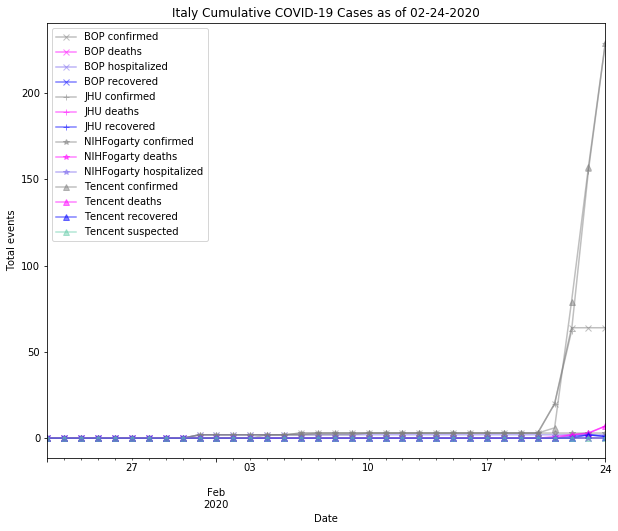 Italy Cumulative COVID-19 Cases as of 02-24-2020
BOP confirmed
BOP deaths
BOP hospitalized
BOP recovered
JHU confirmed
JHU deaths
JHU recovered
NIHFogarty confirmed
NIHFogarty deaths
NIHFogarty hospitalized
Tencent confirmed
Tencent deaths
Tencent recovered
Tencent suspected
200
150
100
50
0
Total events
27
03
10
17
24
Feb
2020
Date